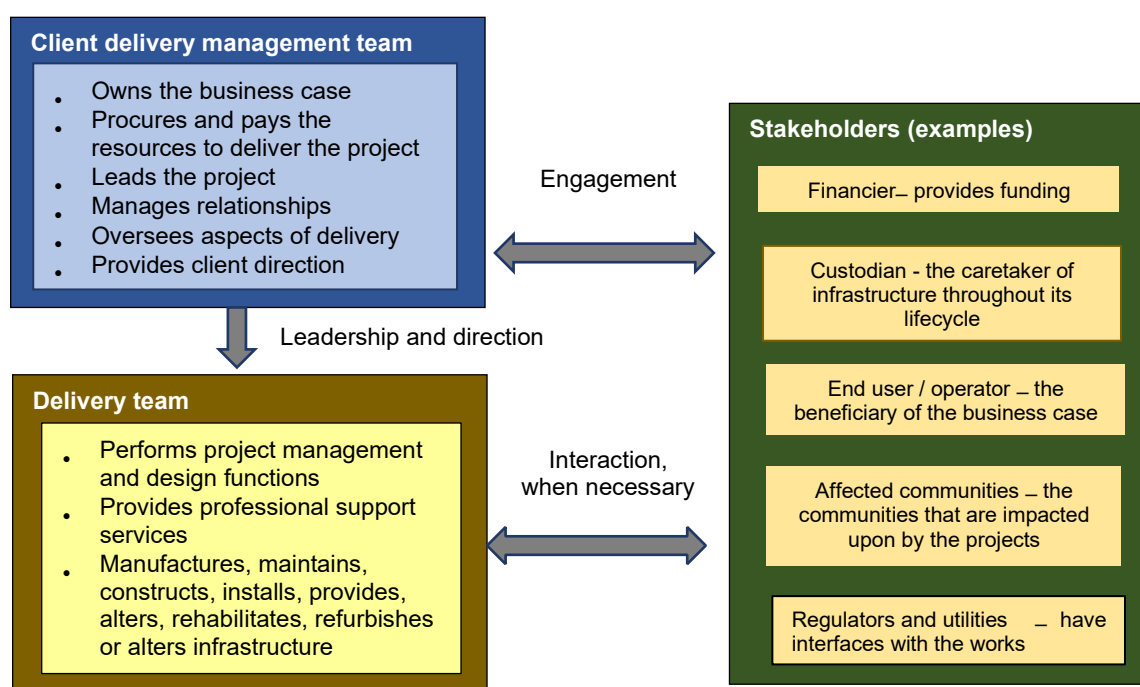 Client delivery management team
• Owns the business case
• Procures and pays the
resources to deliver the project
• Leads the project
• Manages relationships
• Oversees aspects of delivery
• Provides client direction
Engagement
Leadership and direction
Delivery team
• Performs project management
and design functions
• Provides professional support
services
• Manufactures, maintains,
constructs, installs, provides,
alters, rehabilitates, refurbishes
or alters infrastructure
Interaction,
when necessary
Stakeholders (examples)
Financier– provides funding
Custodian - the caretaker of
infrastructure throughout its
lifecycle
End user / operator – the
beneficiary of the business case
Affected communities – the
communities that are impacted
upon by the projects
Regulators and utilities – have
interfaces with the works